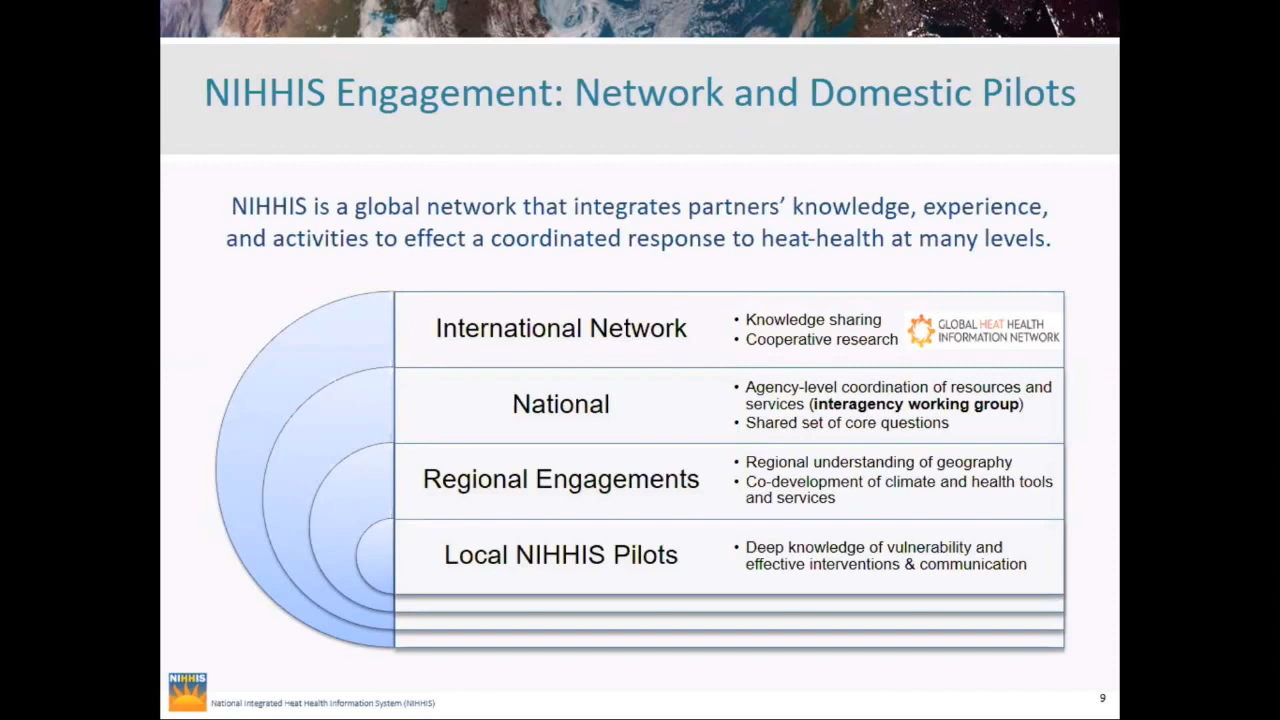 NIHHIS Engagement: Network and Domestic Pilots
NIHHIS is a global network that integrates partners’ knowledge, experience,
and activities to effect a coordinated response to heat-health at many levels.
International Network
• Knowledge sharing
• Cooperative research
GLOBAL HEAT HEALTH
INFORMATION NETWORK
National
• Agency-level coordination of resources and
services (interagency working group)
• Shared set of core questions
Regional Engagements
• Regional understanding of geography
• Co-development of climate and health tools
and services
Local NIHHIS Pilots
• Deep knowledge of vulnerability and
effective interventions & communication
NIHHIS
National Integrated Heat Health Information System (NIHHIS)
9